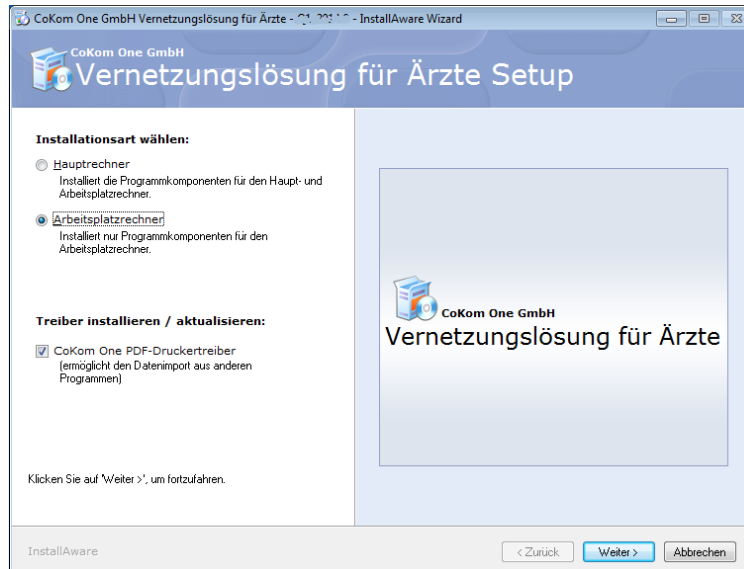 CoKom One GmbH Vernetzungslösung für Ärzte - - InstallAware Wizard
CoKom One GmbH
Vernetzungslösung für Ärzte Setup
Installationsart wählen:
Hauptrechner
Installiert die Programmkomponenten für den Haupt- und
Arbeitsplatzrechner.
Arbeitsplatzrechner
Installiert nur Programmkomponenten für den
Arbeitsplatzrechner.
Treiber installieren / aktualisieren:
CoKom One PDF-Druckertreiber
(ermöglicht den Datenimport aus anderen
Programmen)
CoKom One GmbH
Vernetzungslösung für Ärzte
Klicken Sie auf 'Weiter >', um fortzufahren.
InstallAware
< Zurück
Weiter >
Abbrechen